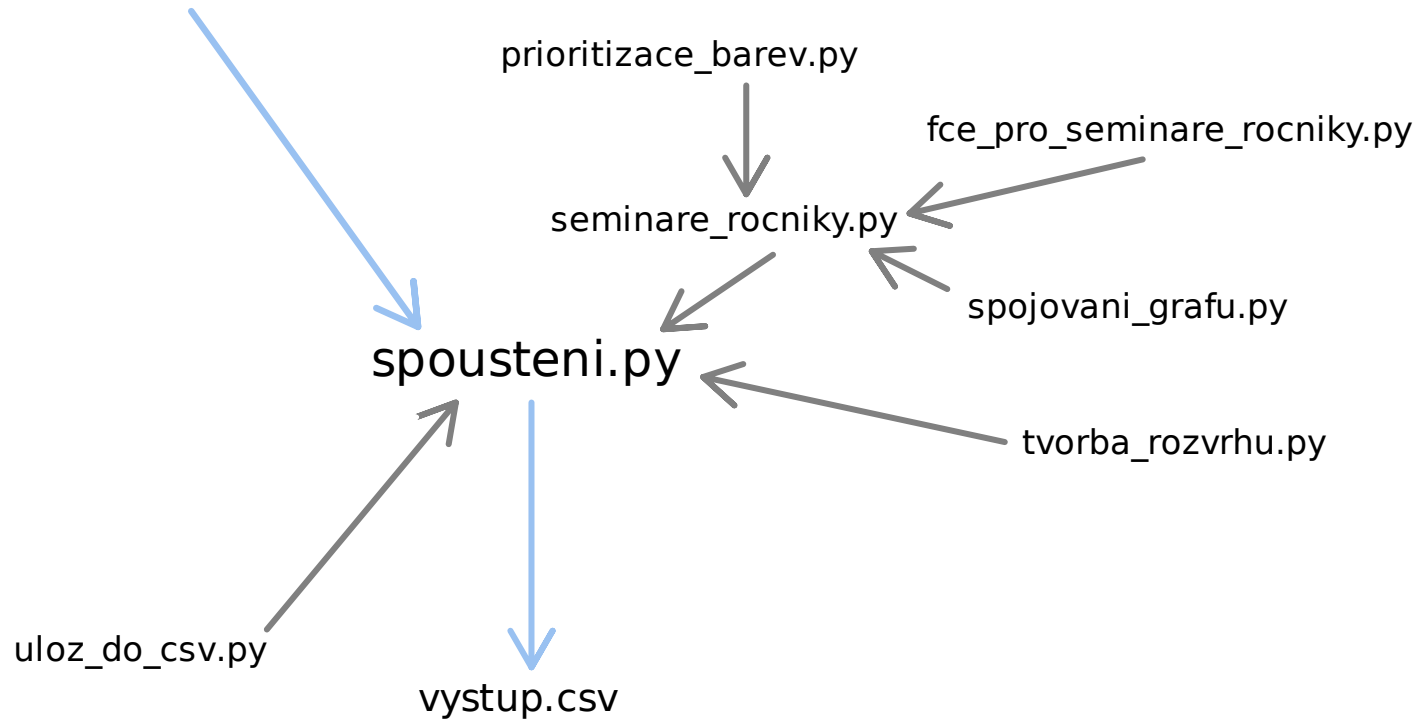 prioritizace_barev.py
fce_pro_seminare_rocniky.py
seminare_rocniky.py
spojovani_grafu.py
spousteni.py
tvorba_rozvrhu.py
uloz_do_csv.py
vystup.csv